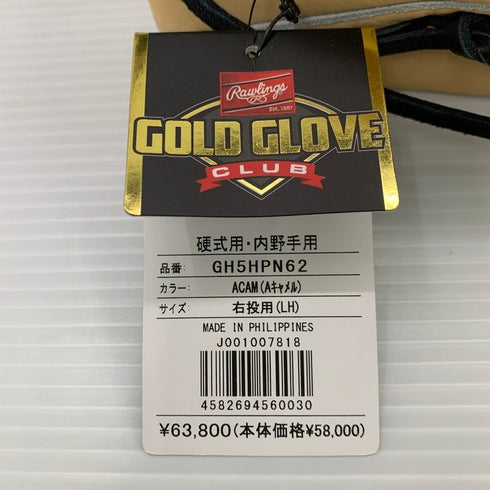 Rawlings
EST. 1887
GOLD GLOVE
CLUB
硬式用・内野手用
品番: GH5HPN62
カラー: ACAM(Aキャメル)
サイズ: 右投用(LH)
MADE IN PHILIPPINES
J001007818
4582694560030
¥63,800(本体価格¥58,000)